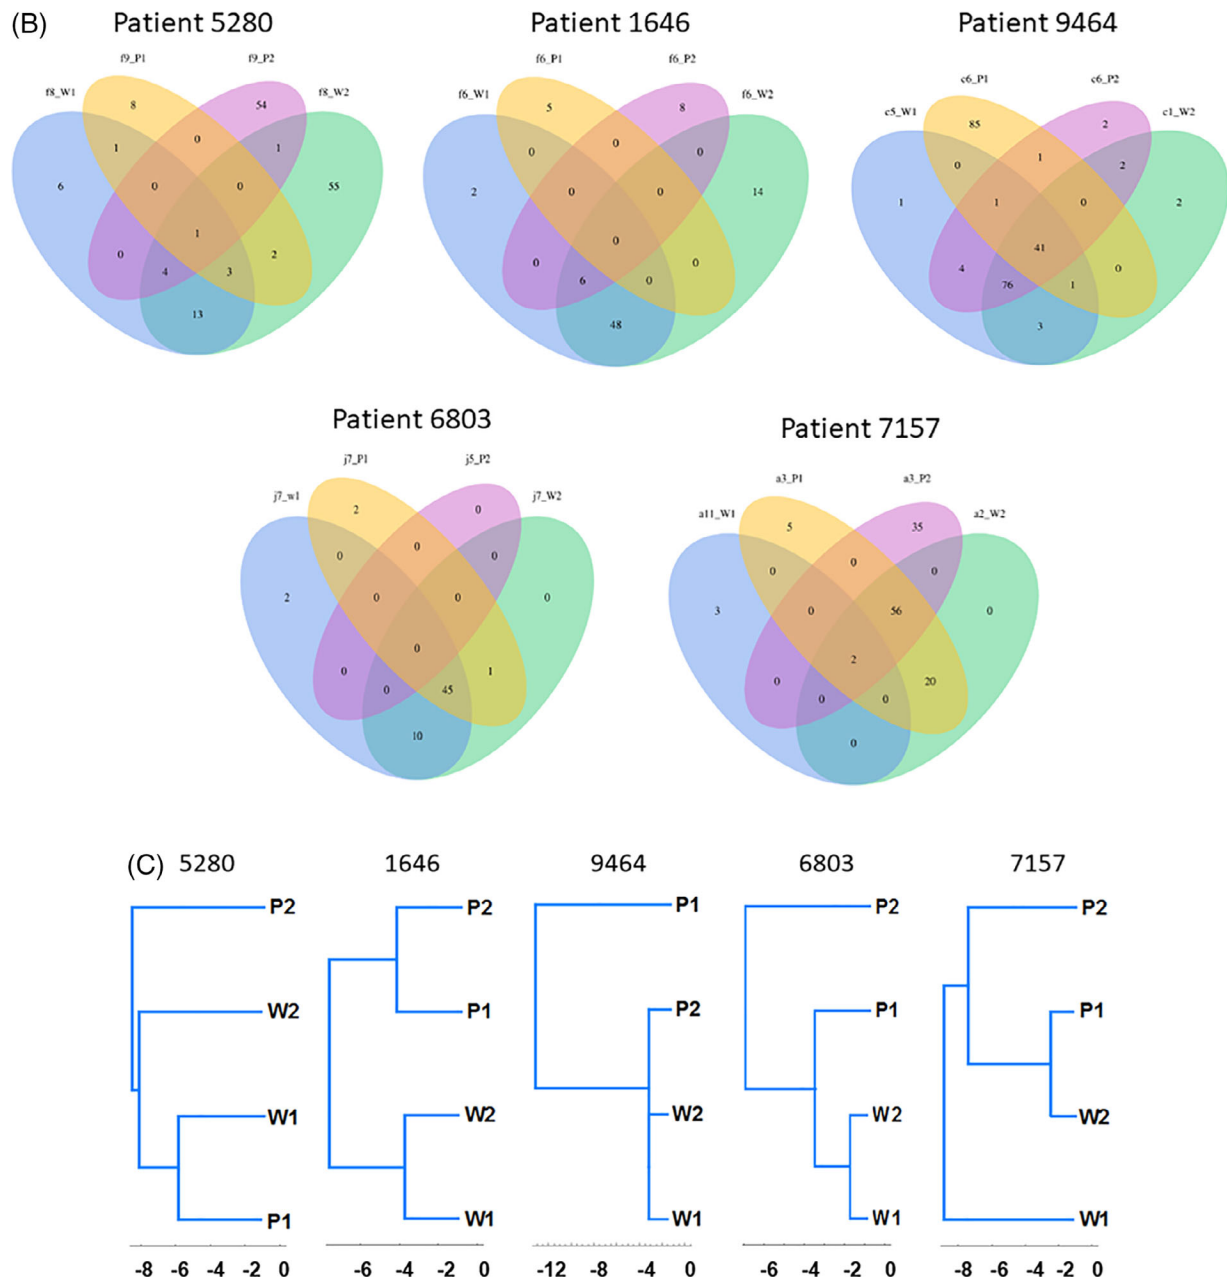 (B)
Patient 5280
Patient 1646
Patient 9464
f9_P1
f9_P2
f8_W1
f8_W2
8
54
0
1
1
6
0
0
55
1
0
4
3
2
13
f6_P1
f6_P2
f6_W1
f6_W2
5
8
0
0
0
2
0
0
14
0
0
6
0
0
48
c6_P1
c6_P2
c5_W1
c1_W2
85
2
1
0
2
1
1
0
2
41
4
76
1
0
3
Patient 6803
Patient 7157
j7_P1
j5_P2
j7_w1
j7_W2
2
0
0
0
0
2
0
0
0
0
0
0
45
1
10
a3_P1
a3_P2
a11_W1
a2_W2
5
35
0
0
0
3
0
56
0
2
0
0
0
20
0
(C)
5280
1646
9464
6803
7157
P2
W2
W1
P1
-8 -6 -4 -2 0
P2
P1
W2
W1
-6 -4 -2 0
P1
P2
W2
W1
-12 -8 -4 0
P2
P1
W2
W1
-6 -4 -2 0
P2
P1
W2
W1
-8 -6 -4 -2 0